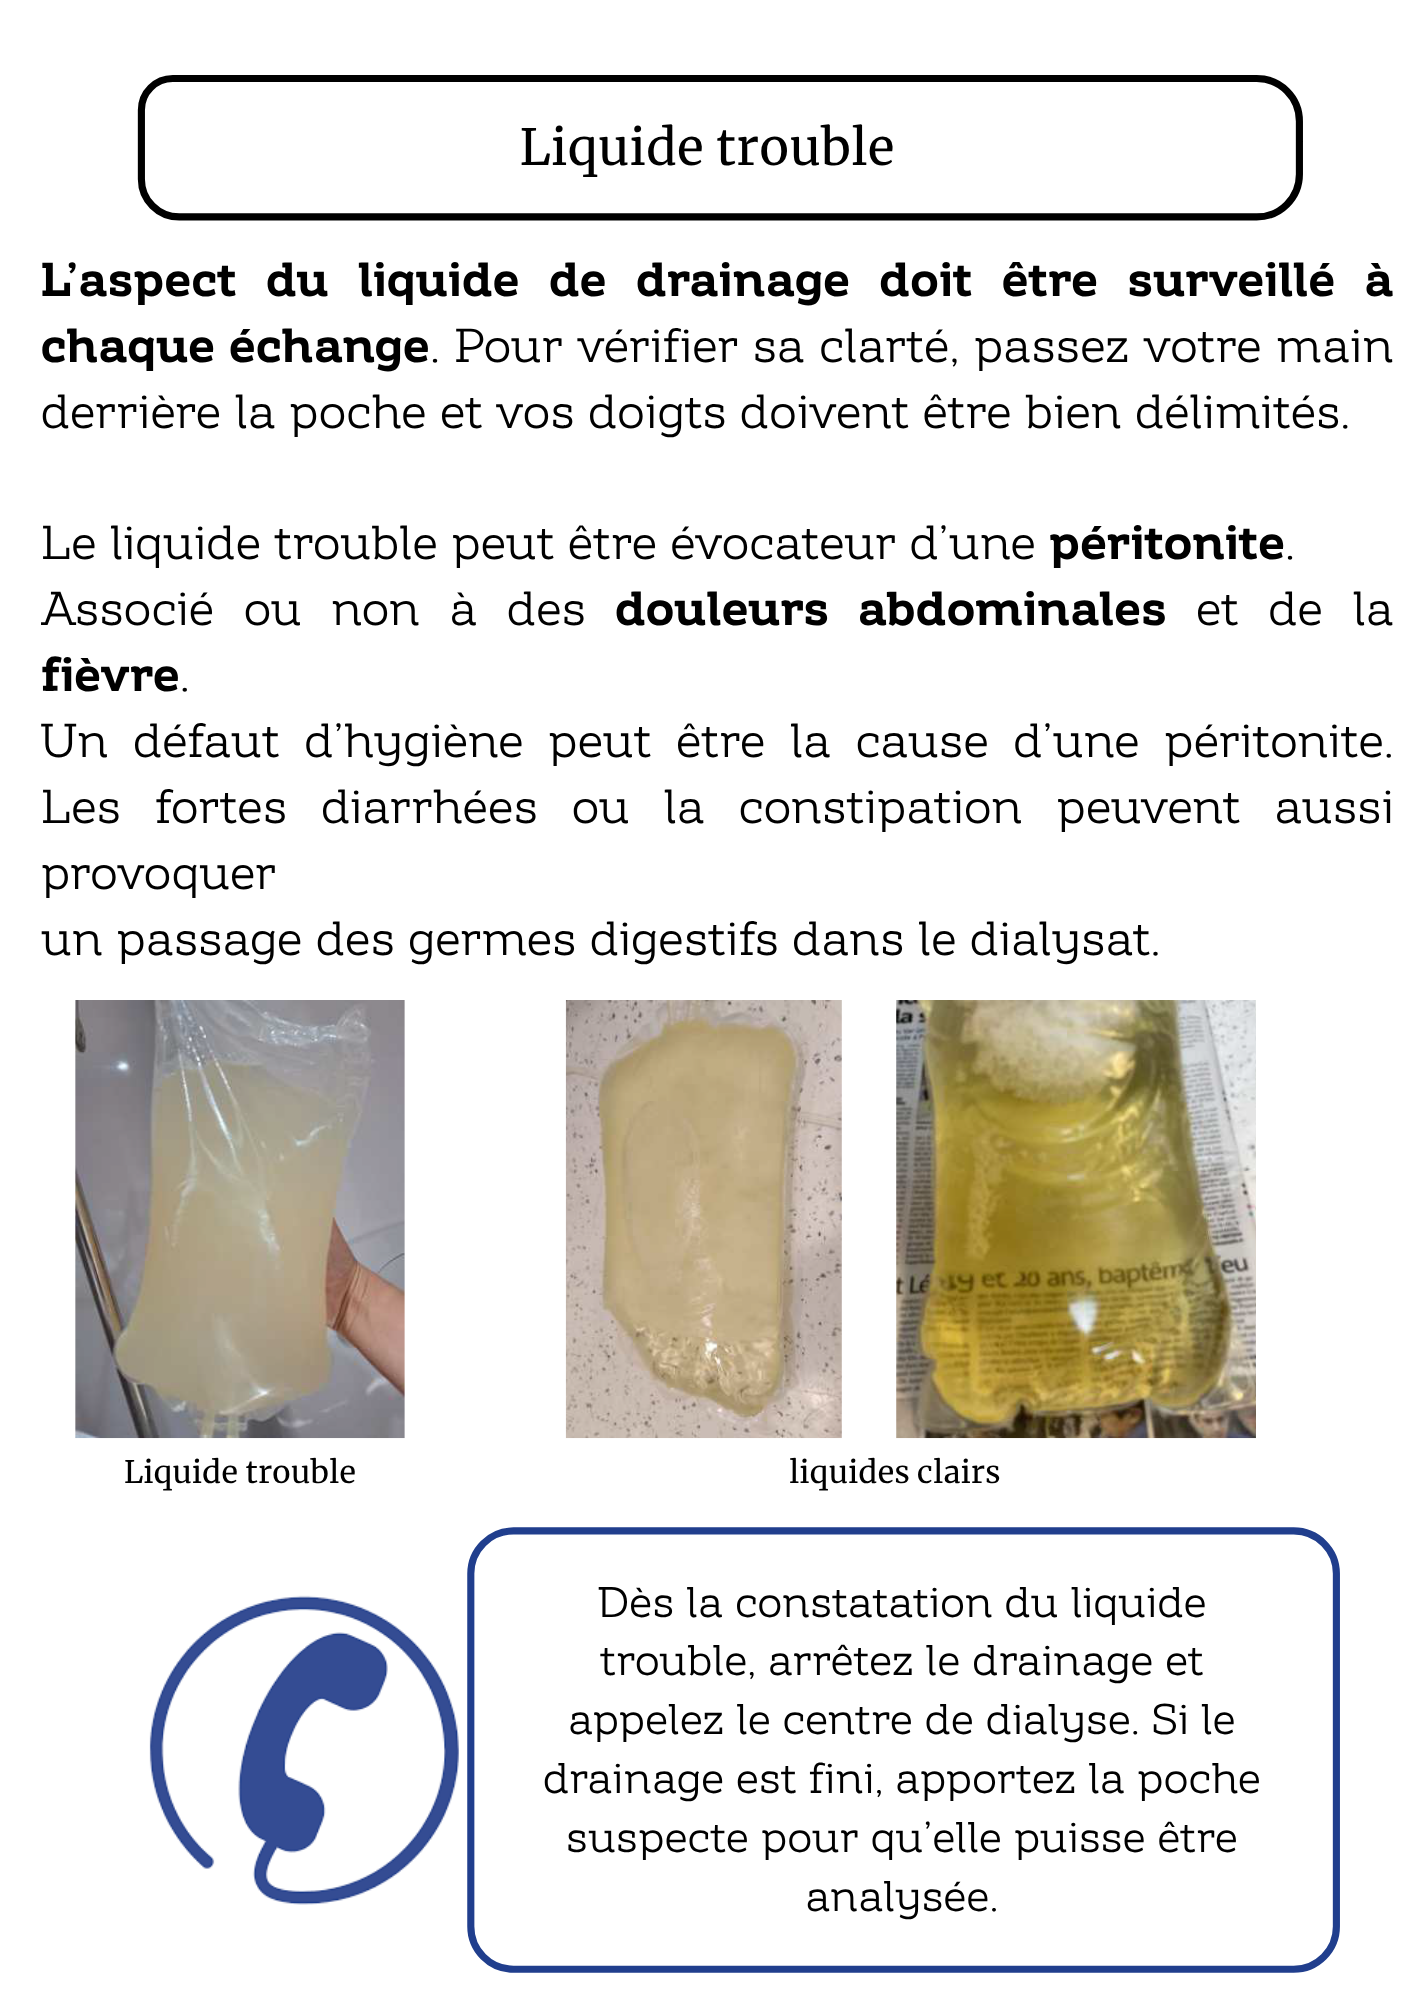 Liquide trouble
L’aspect du liquide de drainage doit être surveillé à
chaque échange. Pour vérifier sa clarté, passez votre main
derrière la poche et vos doigts doivent être bien délimités.
Le liquide trouble peut être évocateur d’une péritonite.
Associé ou non à des douleurs abdominales et de la
fièvre.
Un défaut d’hygiène peut être la cause d’une péritonite.
Les fortes diarrhées ou la constipation peuvent aussi
provoquer
un passage des germes digestifs dans le dialysat.
la s
et 20 ans, baptême
eu
Liquide trouble
liquides clairs
Dès la constatation du liquide
trouble, arrêtez le drainage et
appelez le centre de dialyse. Si le
drainage est fini, apportez la poche
suspecte pour qu’elle puisse être
analysée.